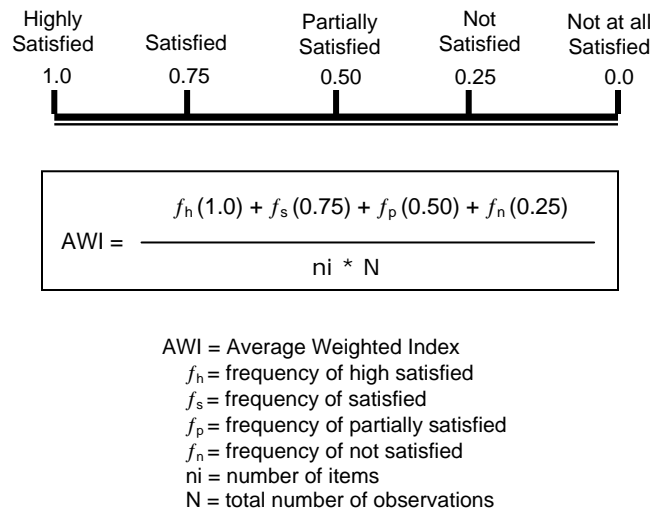 Highly Satisfied
Satisfied
Partially Satisfied
Not Satisfied
Not at all Satisfied
1.0 0.75 0.50 0.25 0.0
fh (1.0) + fs (0.75) + fp (0.50) + fn (0.25)
AWI =
ni * N
AWI = Average Weighted Index
fh = frequency of high satisfied
fs = frequency of satisfied
fp = frequency of partially satisfied
fn = frequency of not satisfied
ni = number of items
N = total number of observations